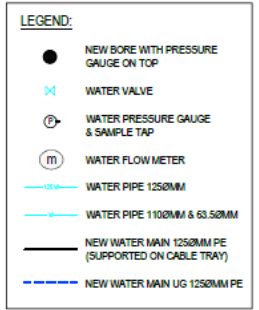 LEGEND:
NEW BORE WITH PRESSURE
GAUGE ON TOP
WATER VALVE
P
WATER PRESSURE GAUGE
& SAMPLE TAP
m
WATER FLOW METER
WATER PIPE 125ØMM
WATER PIPE 110ØMM & 63.5ØMM
NEW WATER MAIN 125ØMM PE
(SUPPORTED ON CABLE TRAY)
NEW WATER MAIN UG 125ØMM PE